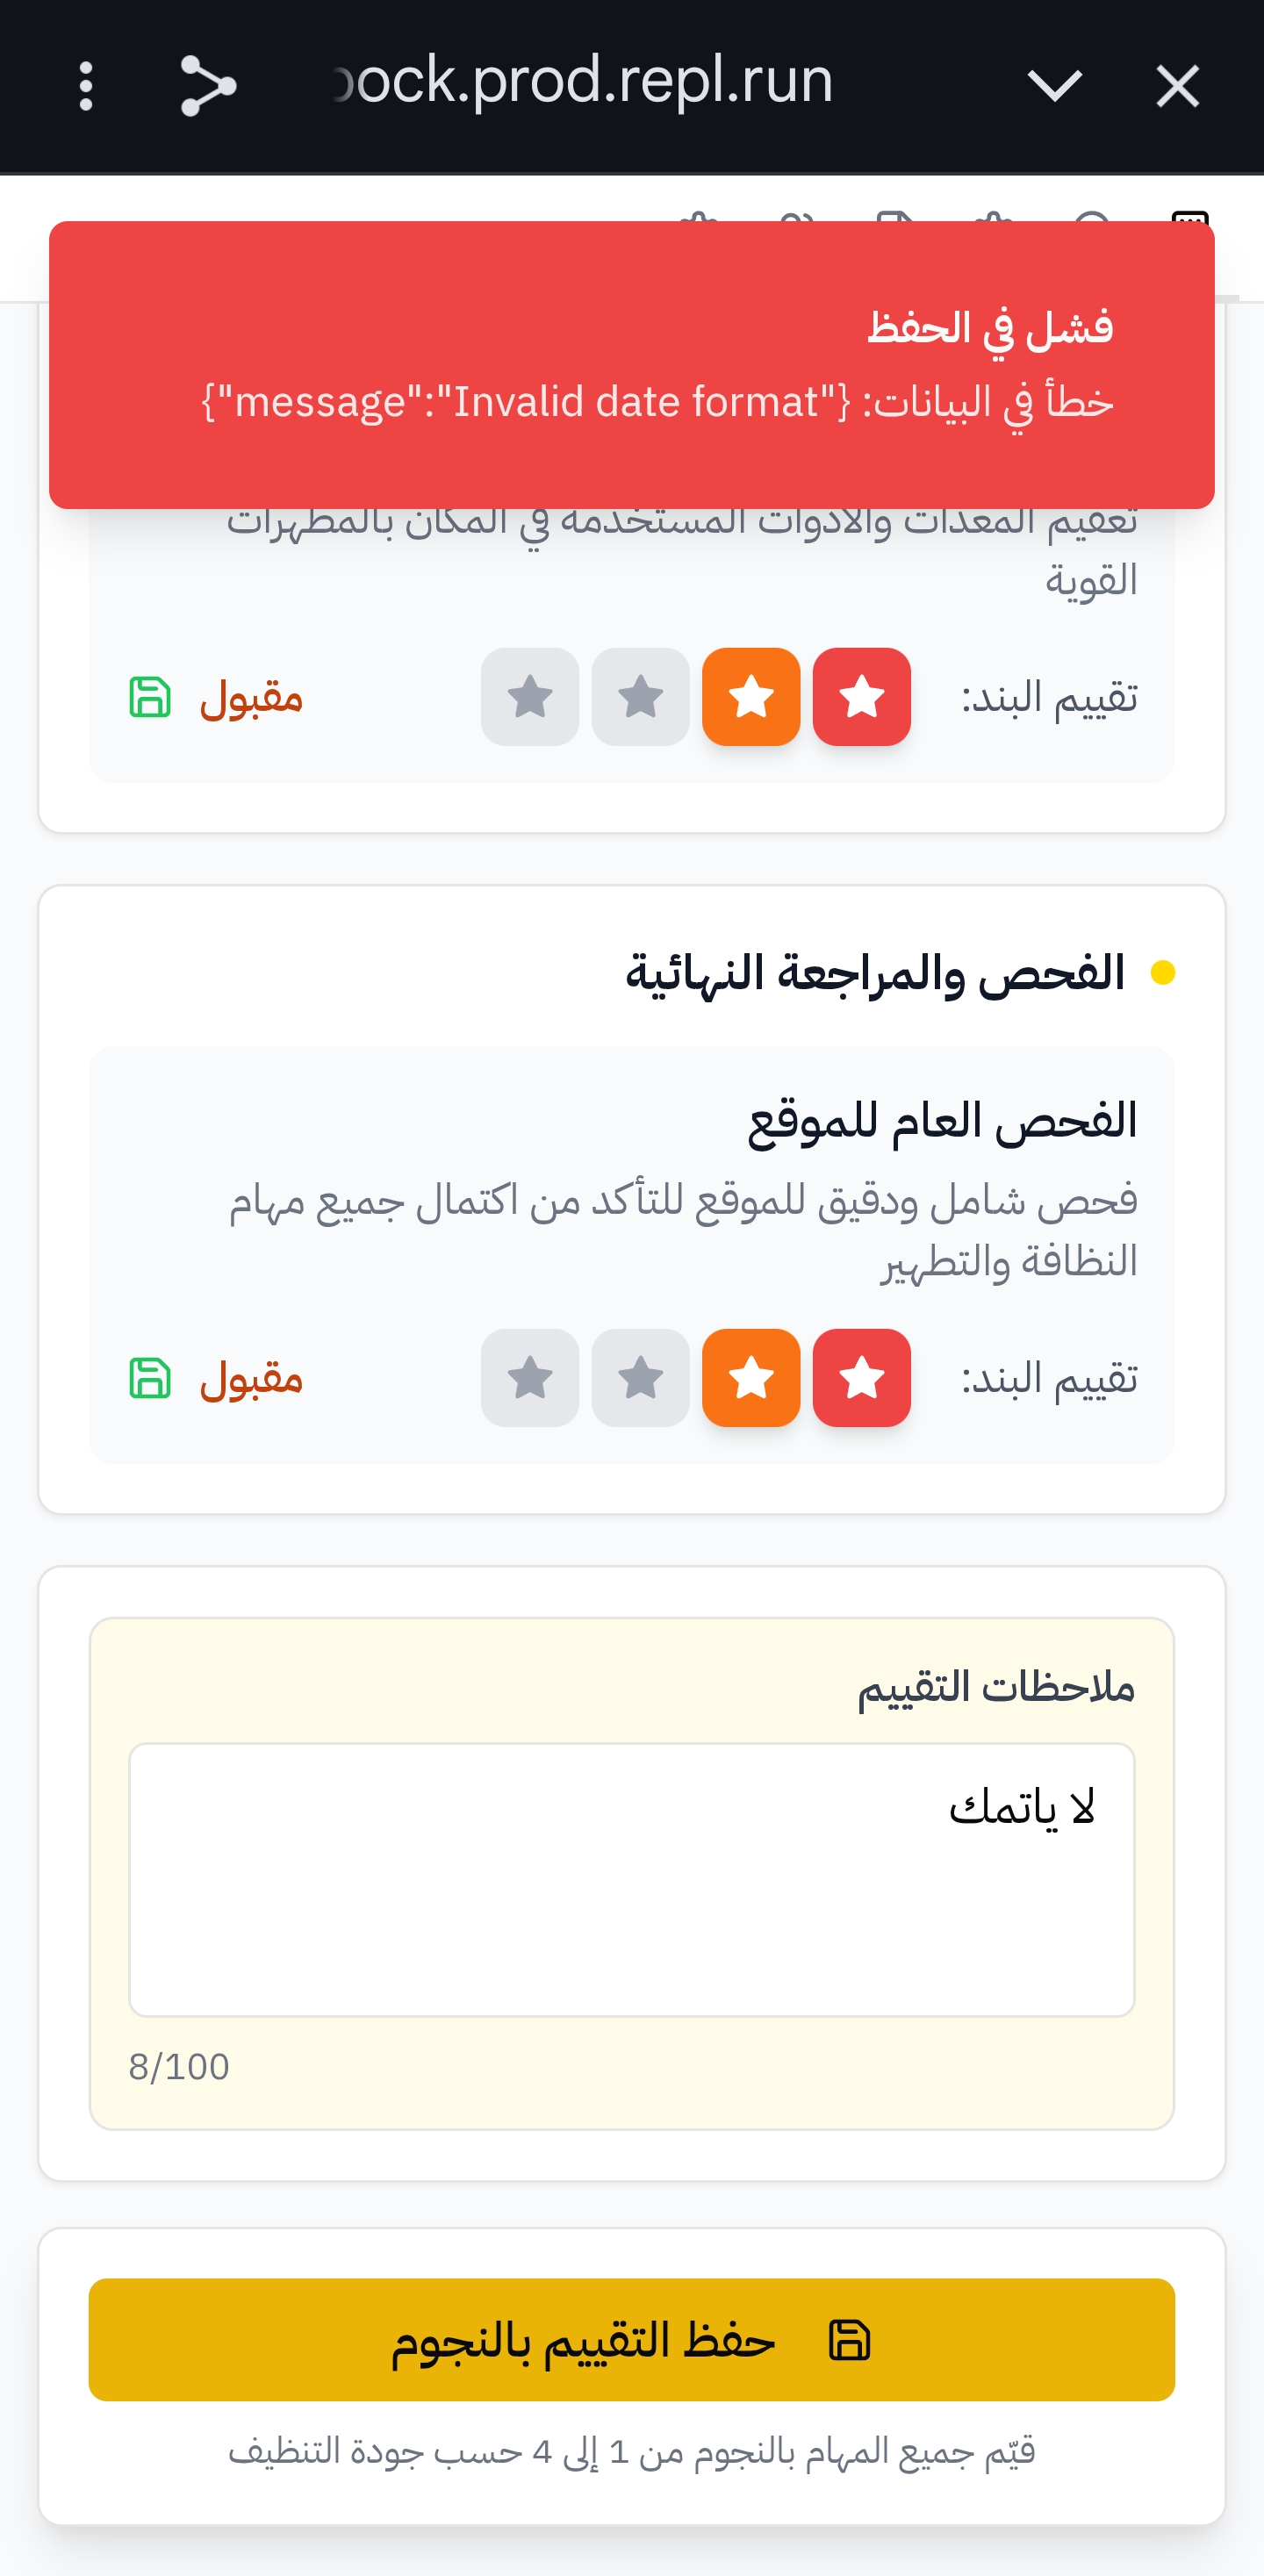 ock.prod.repl.run
فشل في الحفظ
خطأ في البيانات: {"message":"Invalid date format"}
تعقيم المعدات والأدوات المستخدمة في المكان بالمطهرات
القوية
تقييم البند:
مقبول
الفحص والمراجعة النهائية
الفحص العام للموقع
فحص شامل ودقيق للموقع للتأكد من اكتمال جميع مهام
النظافة والتطهير
تقييم البند:
مقبول
ملاحظات التقييم
لا ياتمك
8/100
حفظ التقييم بالنجوم
قيّم جميع المهام بالنجوم من 1 إلى 4 حسب جودة التنظيف